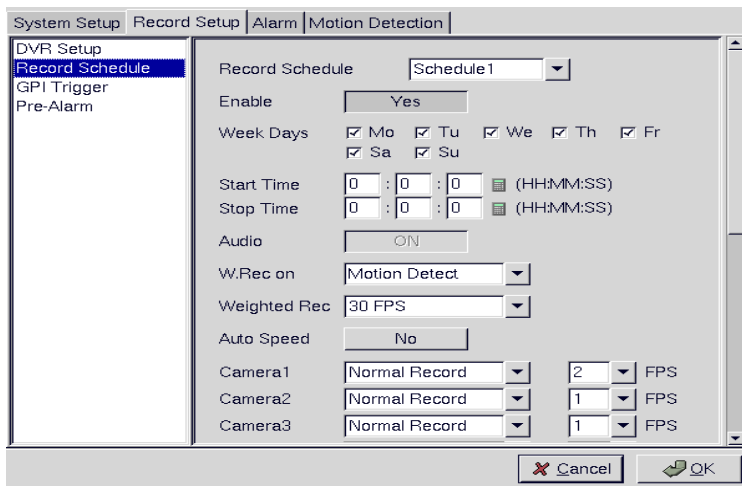 System Setup Record Setup Alarm Motion Detection
DVR Setup
Record Schedule
GPI Trigger
Pre-Alarm
Record Schedule Schedule1
Enable Yes
Week Days Mo Tu We Th Fr
Sa Su
Start Time 0 : 0 : 0 (HH:MM:SS)
Stop Time 0 : 0 : 0 (HH:MM:SS)
Audio ON
W.Rec on Motion Detect
Weighted Rec 30 FPS
Auto Speed No
Camera1 Normal Record 2 FPS
Camera2 Normal Record 1 FPS
Camera3 Normal Record 1 FPS
Cancel OK